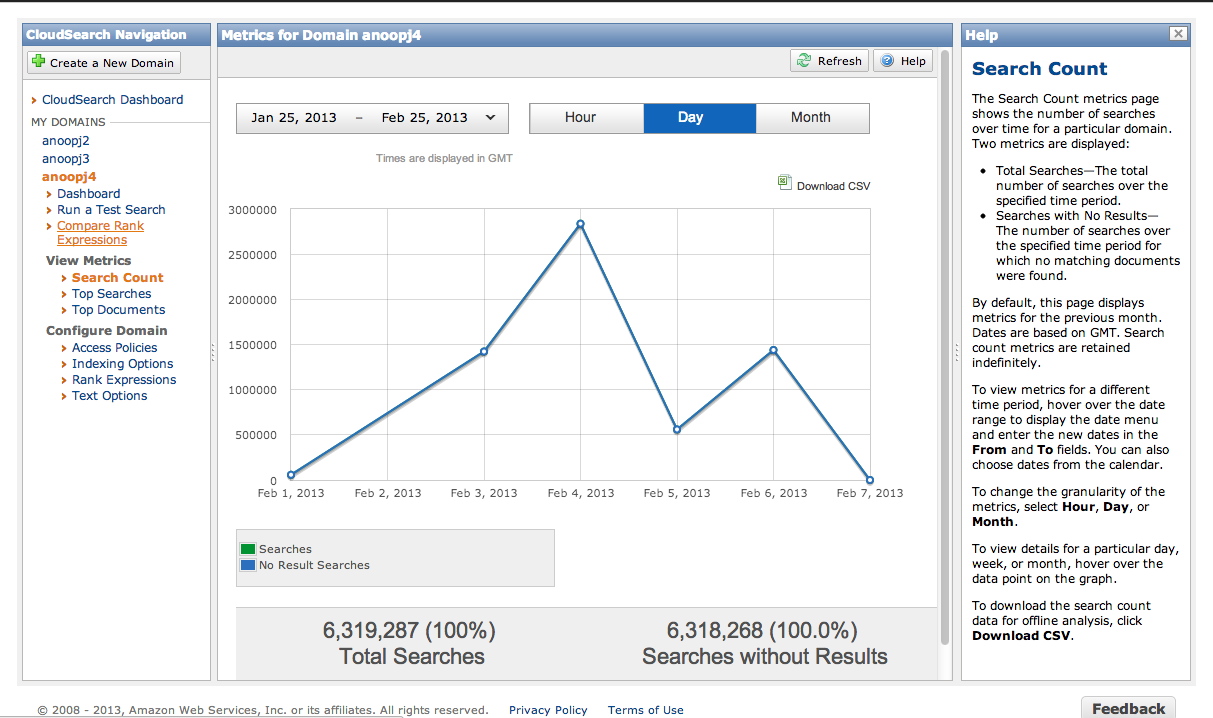 CloudSearch Navigation
Create a New Domain
CloudSearch Dashboard
MY DOMAINS
anoopj2
anoopj3
anoopj4
Dashboard
Run a Test Search
Compare Rank
Expressions
View Metrics
Search Count
Top Searches
Top Documents
Configure Domain
Access Policies
Indexing Options
Rank Expressions
Text Options
Metrics for Domain anoopj4
Refresh
Help
Jan 25, 2013 – Feb 25, 2013
Hour Day Month
Times are displayed in GMT
Download CSV
3000000
2500000
2000000
1500000
1000000
500000
0
Feb 1, 2013 Feb 2, 2013 Feb 3, 2013 Feb 4, 2013 Feb 5, 2013 Feb 6, 2013 Feb 7, 2013
Searches
No Result Searches
6,319,287 (100%)
Total Searches
6,318,268 (100.0%)
Searches without Results
Help
Search Count
The Search Count metrics page
shows the number of searches
over time for a particular domain.
Two metrics are displayed:
• Total Searches—The total
number of searches over the
specified time period.
• Searches with No Results—
The number of searches over
the specified time period for
which no matching documents
were found.
By default, this page displays
metrics for the previous month.
Dates are based on GMT. Search
count metrics are retained
indefinitely.
To view metrics for a different
time period, hover over the date
range to display the date menu
and enter the new dates in the
From and To fields. You can also
choose dates from the calendar.
To change the granularity of the
metrics, select Hour, Day, or
Month.
To view details for a particular day,
week, or month, hover over the
data point on the graph.
To download the search count
data for offline analysis, click
Download CSV.
© 2008 - 2013, Amazon Web Services, Inc. or its affiliates. All rights reserved. Privacy Policy Terms of Use
Feedback